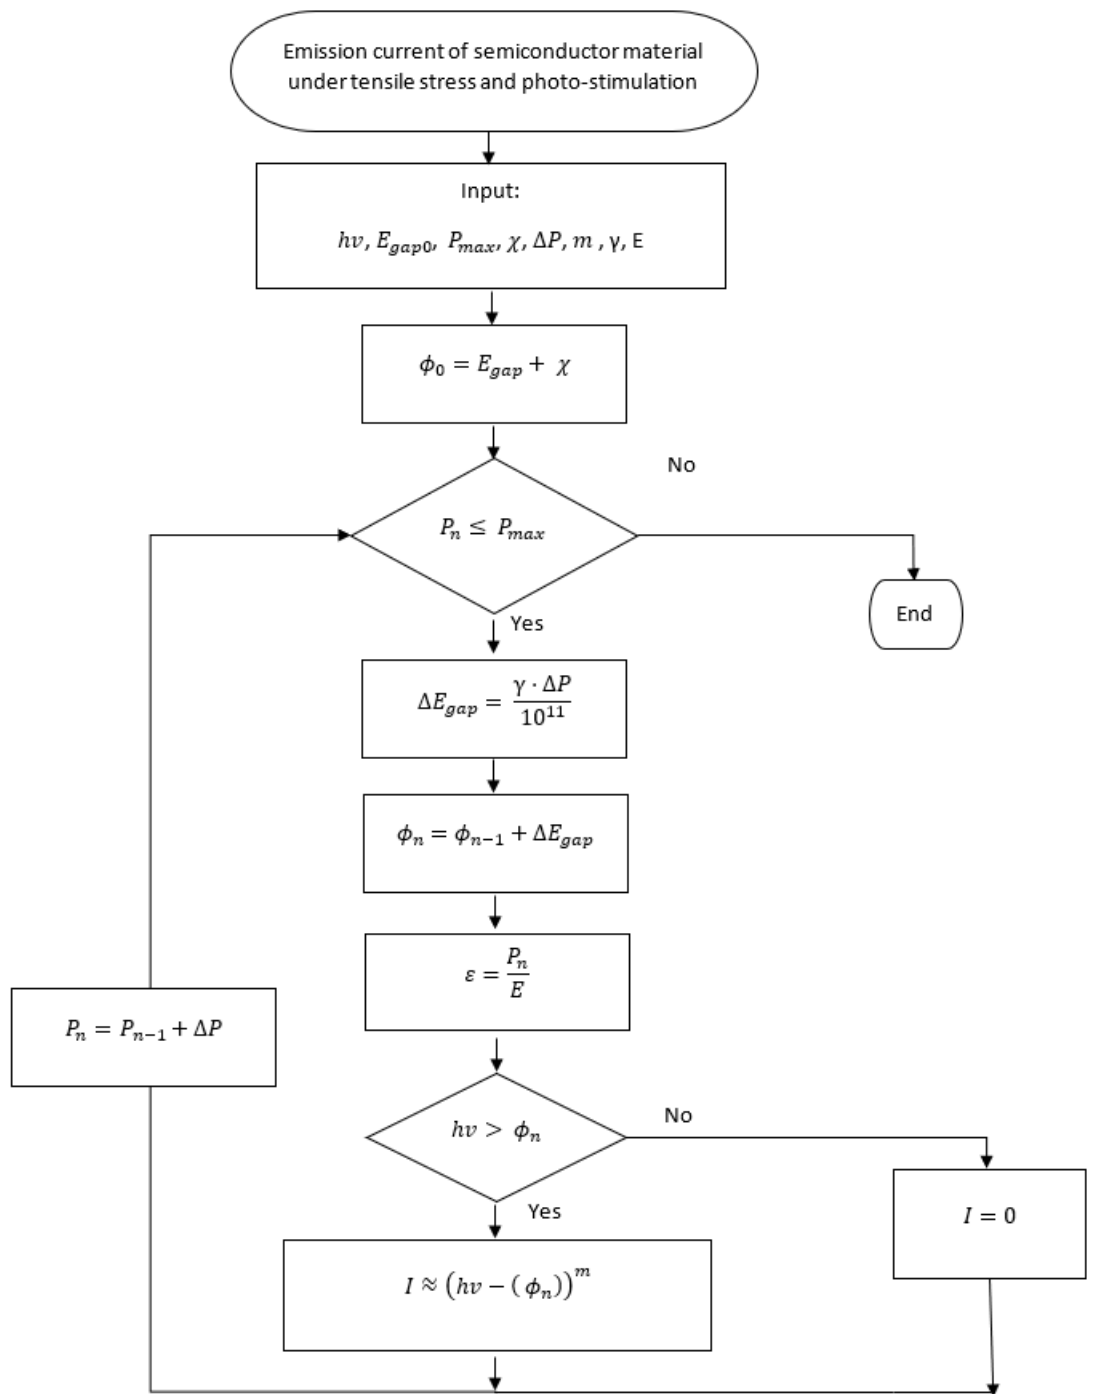 Emission current of semiconductor material
under tensile stress and photo-stimulation
Input:
hν, E_gap0, P_max, χ, ΔP, m , γ, E
ϕ_0 = E_gap + χ
No
P_n ≤ P_max
End
Yes
ΔE_gap = γ · ΔP / 10^11
ϕ_n = ϕ_{n−1} + ΔE_gap
ε = P_n / E
P_n = P_{n−1} + ΔP
No
hν > ϕ_n
Yes
I = 0
I ≈ (hν − ( ϕ_n))^m